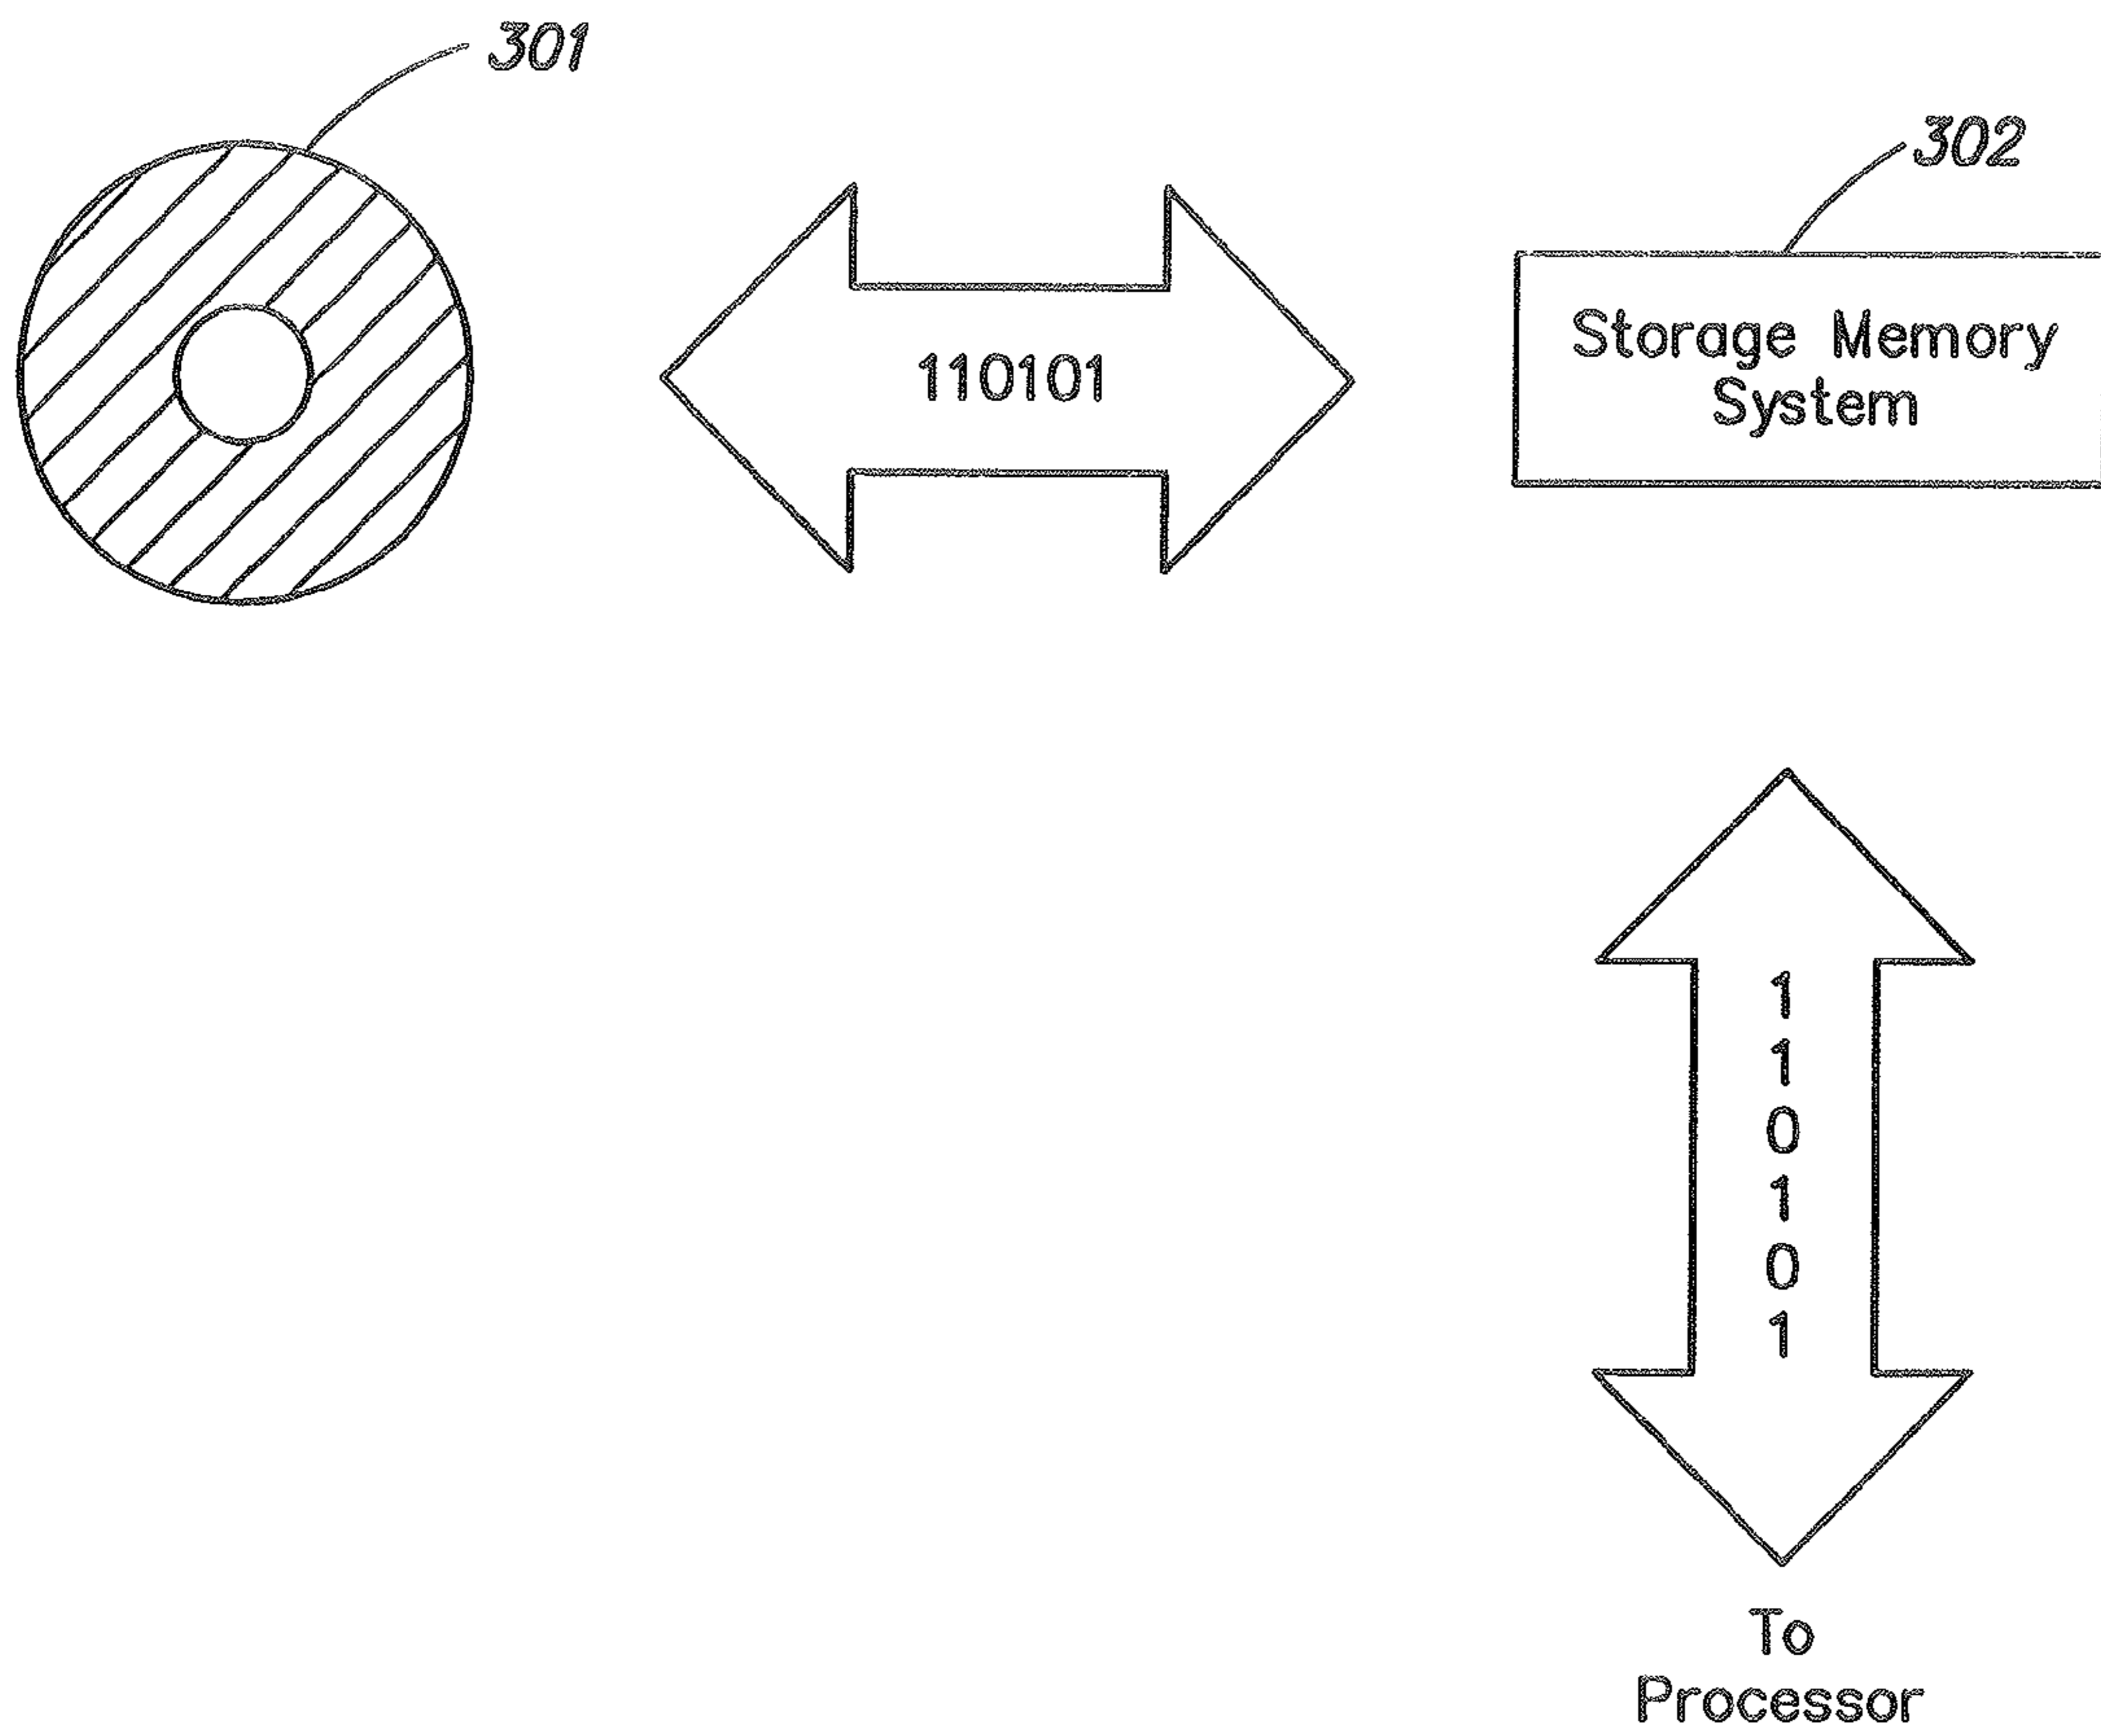 301
302
110101
Storage Memory
System
1
1
0
1
0
1
To
Processor